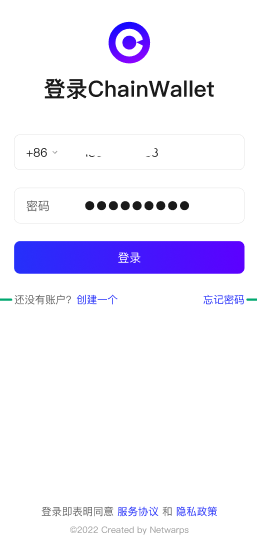 登录ChainWallet
+86
密码 ●●●●●●●●●
登录
还没有账户? 创建一个 忘记密码
登录即表明同意 服务协议 和 隐私政策
©2022 Created by Netwarps